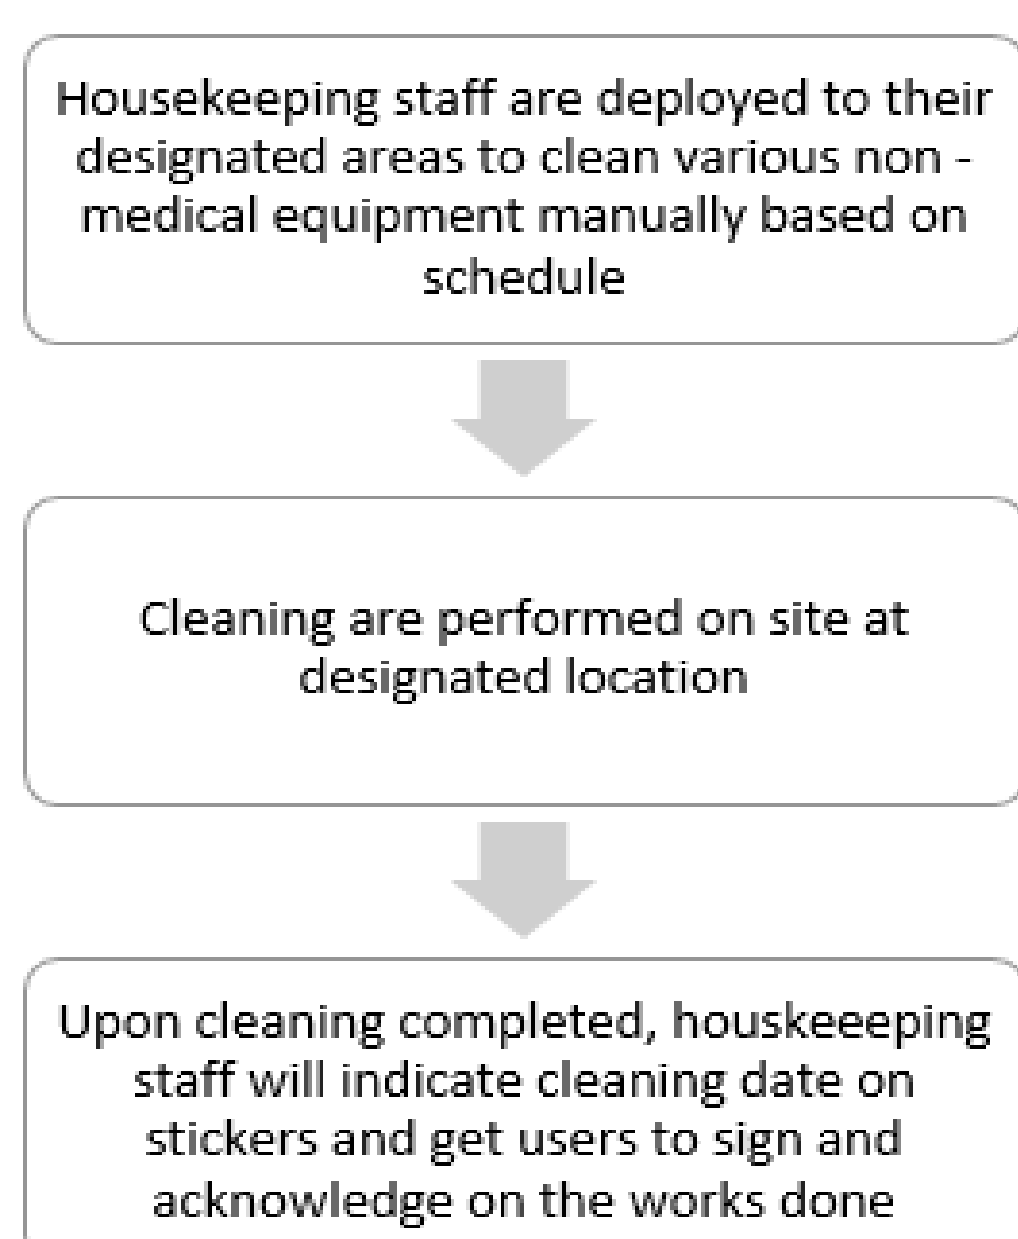 Housekeeping staff are deployed to their
designated areas to clean various non -
medical equipment manually based on
schedule
Cleaning are performed on site at
designated location
Upon cleaning completed, houskeeeping
staff will indicate cleaning date on
stickers and get users to sign and
acknowledge on the works done